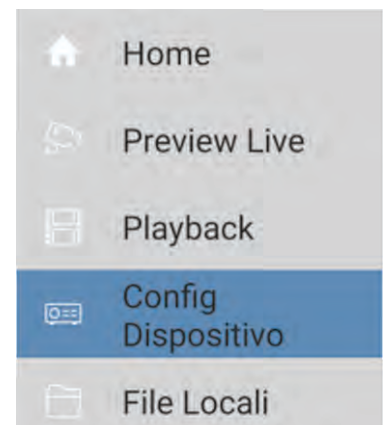 Home
Preview Live
Playback
Config
Dispositivo
File Locali